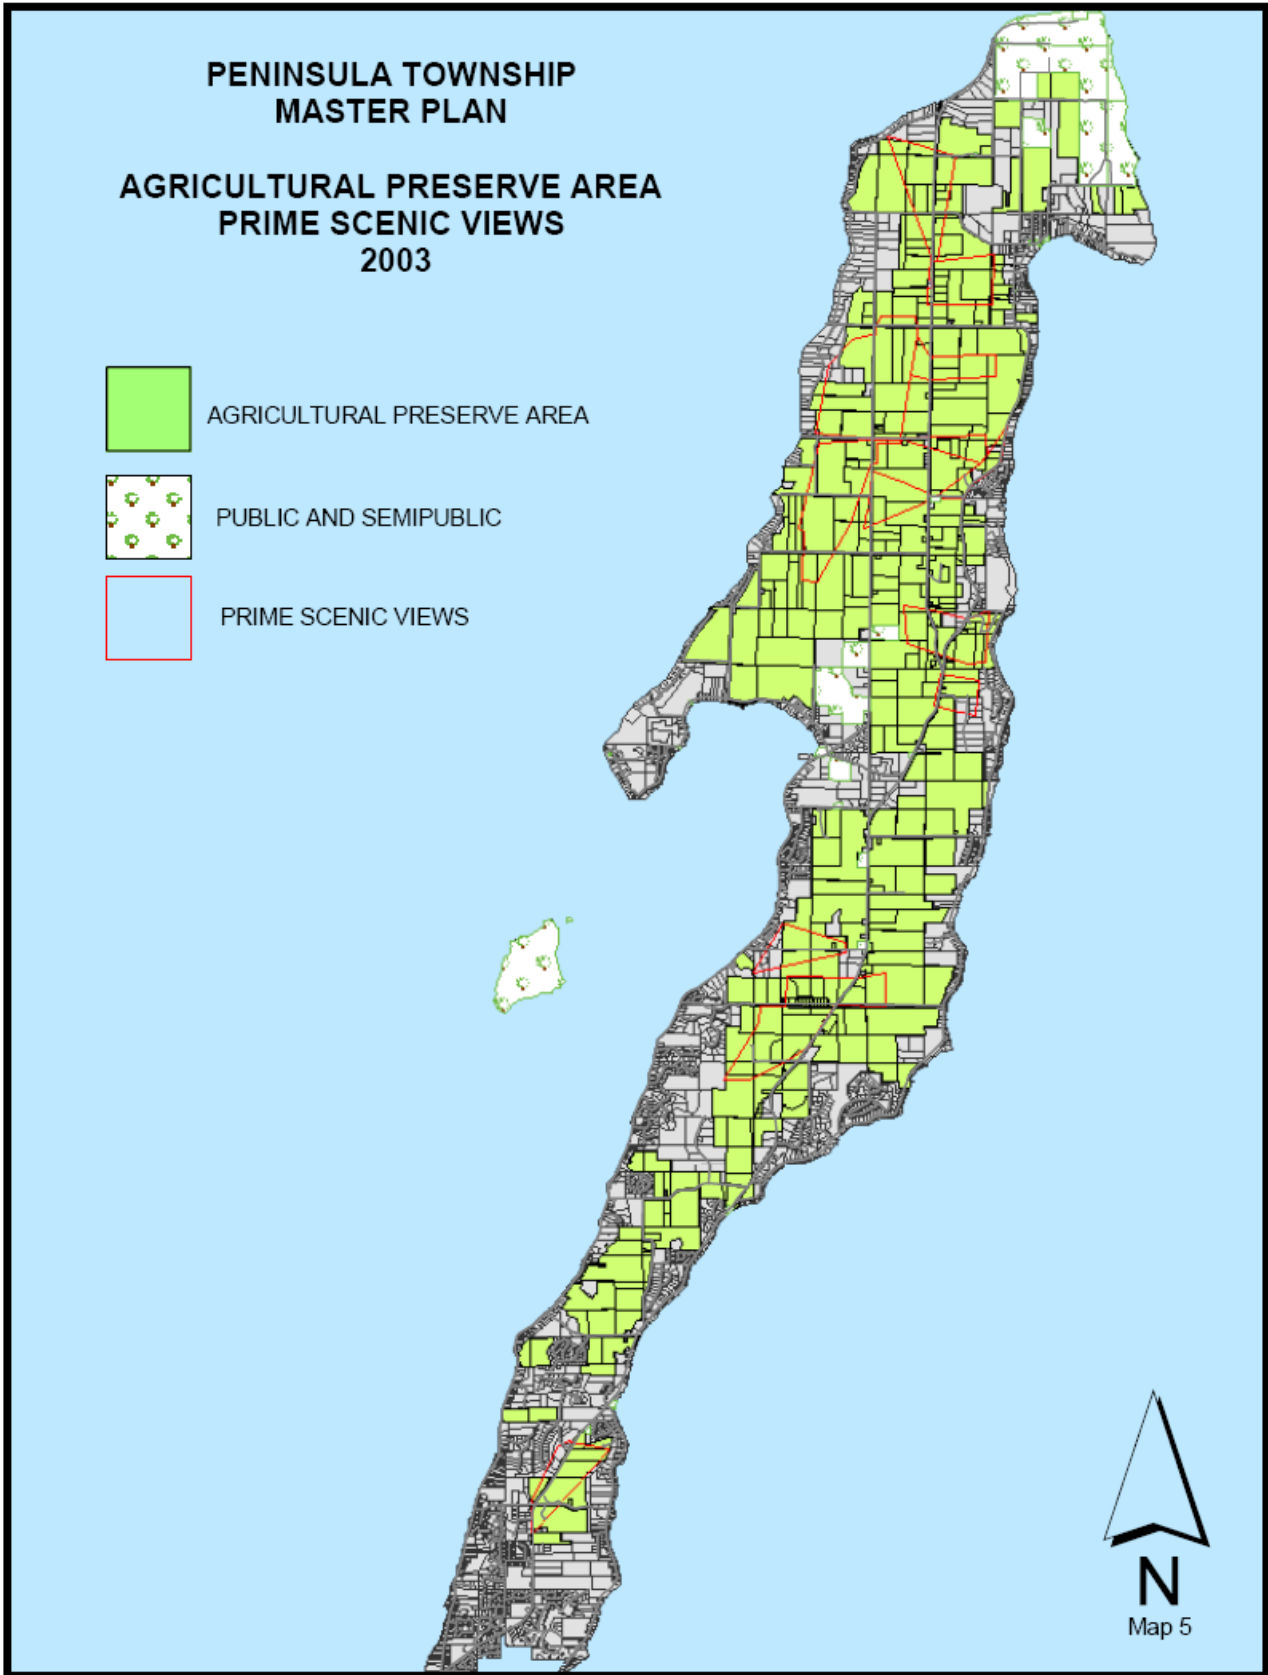 PENINSULA TOWNSHIP
MASTER PLAN
AGRICULTURAL PRESERVE AREA
PRIME SCENIC VIEWS
2003
AGRICULTURAL PRESERVE AREA
PUBLIC AND SEMIPUBLIC
PRIME SCENIC VIEWS
N
Map 5